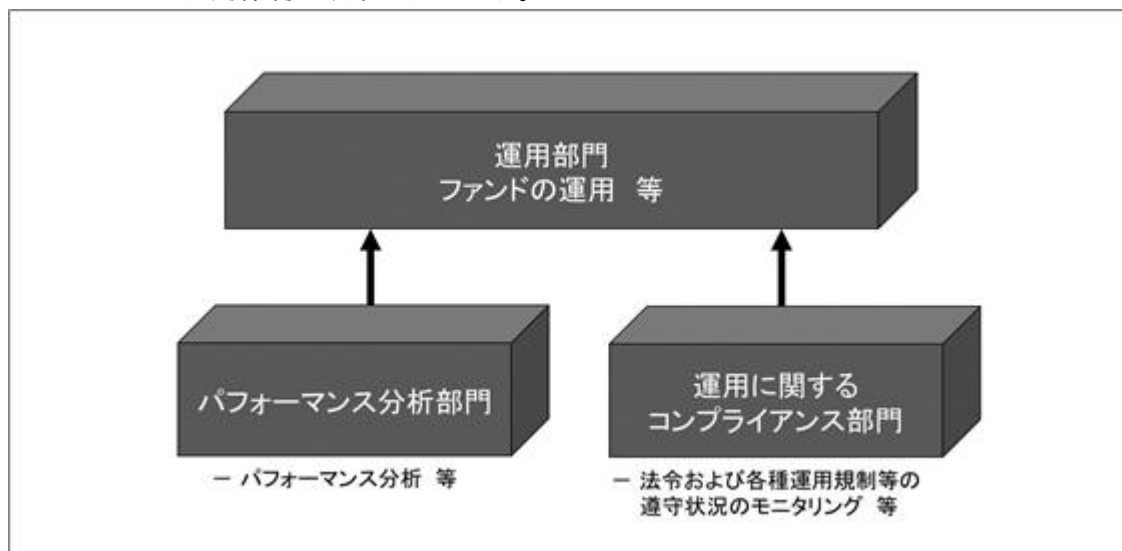 運用部門
ファンドの運用 等
パフォーマンス分析部門
運用に関する
コンプライアンス部門
－ パフォーマンス分析 等
－ 法令および各種運用規制等の
遵守状況のモニタリング 等